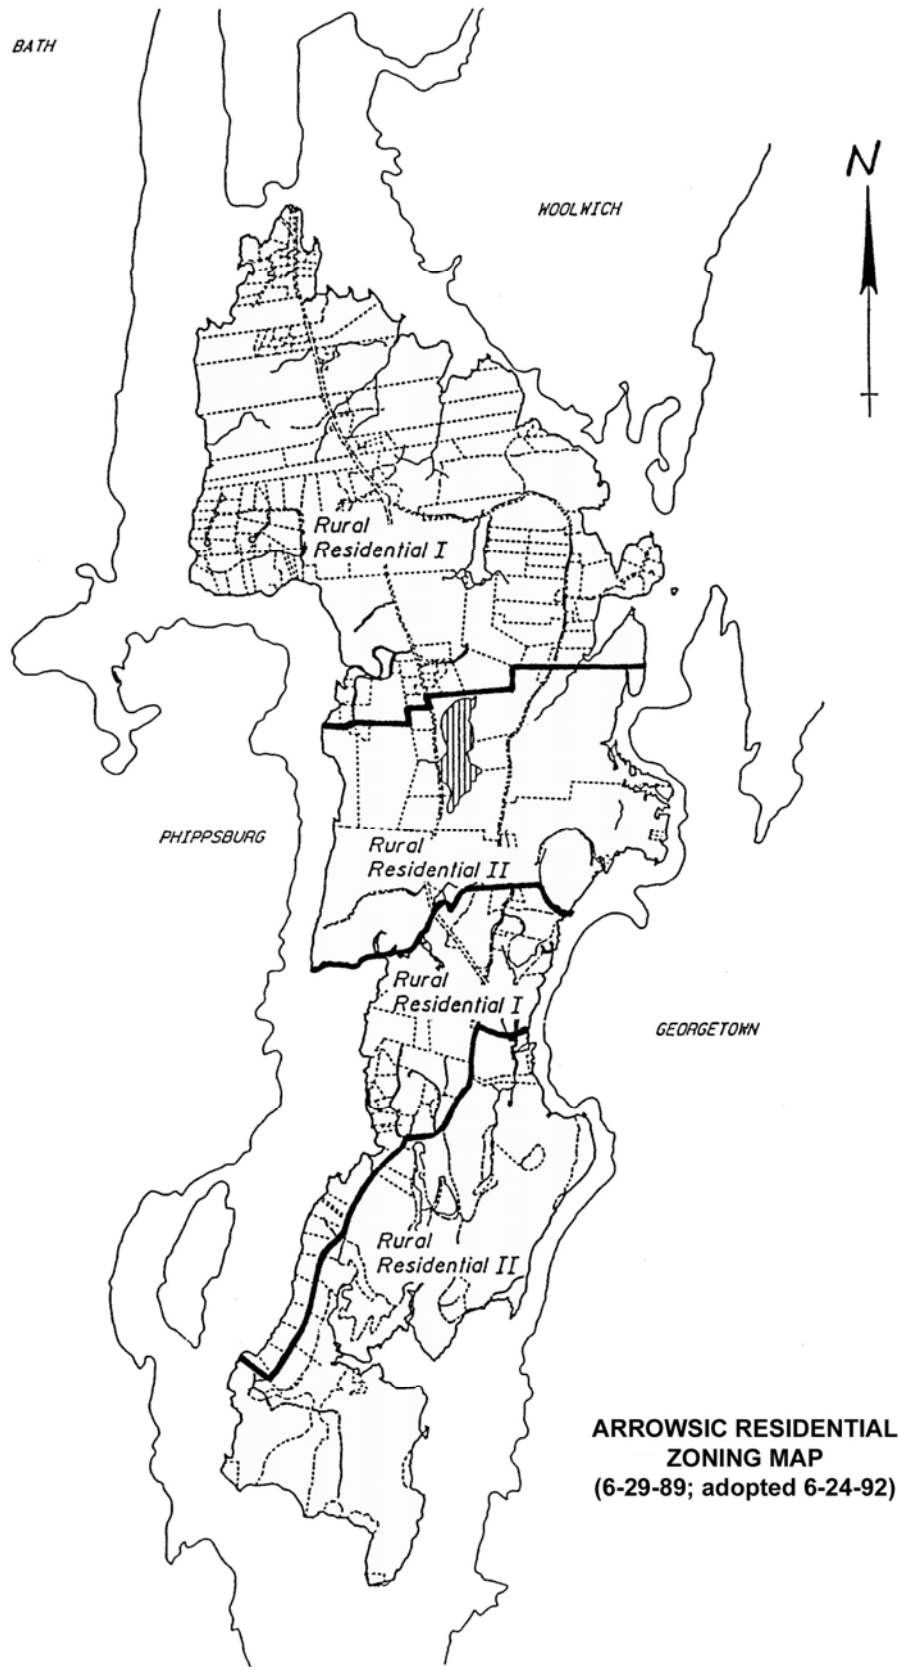 BATH
N
WOOLWICH
Rural
Residential I
PHIPPSBURG
Rural
Residential II
Rural
Residential I
GEORGETOWN
Rural
Residential II
ARROWSIC RESIDENTIAL
ZONING MAP
(6-29-89; adopted 6-24-92)